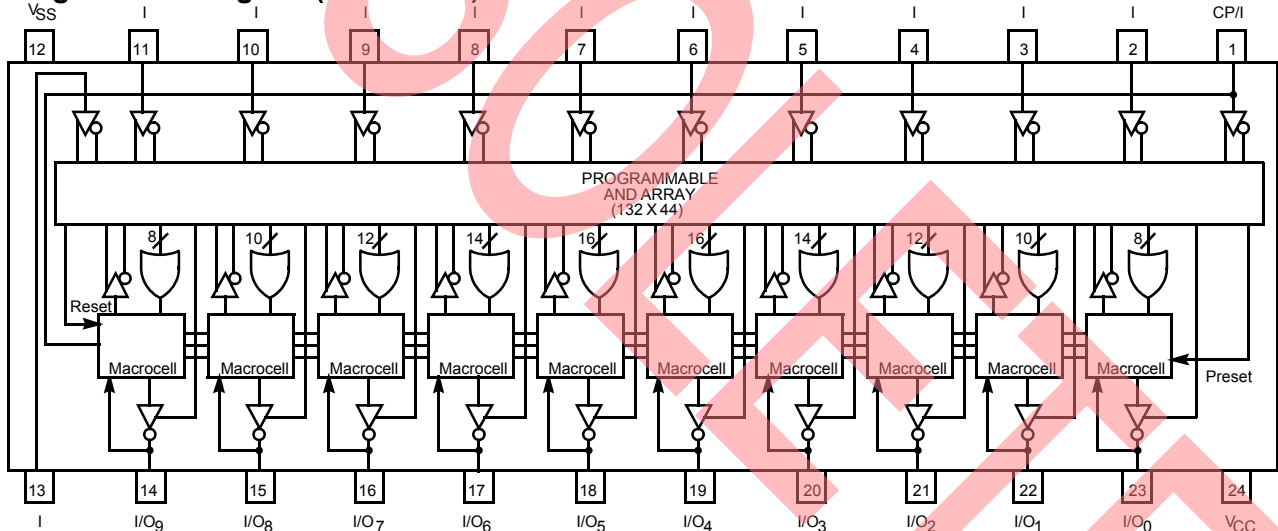 V_SS I I I I I I I I I I CP/I
12 11 10 9 8 7 6 5 4 3 2 1
PROGRAMMABLE
AND ARRAY
(132 X 44)
8 10 12 14 16 16 14 12 10 8
Reset
Macrocell Macrocell Macrocell Macrocell Macrocell Macrocell Macrocell Macrocell Macrocell Macrocell
Preset
13 14 15 16 17 18 19 20 21 22 23 24
I I/O9 I/O8 I/O7 I/O6 I/O5 I/O4 I/O3 I/O2 I/O1 I/O0 VCC